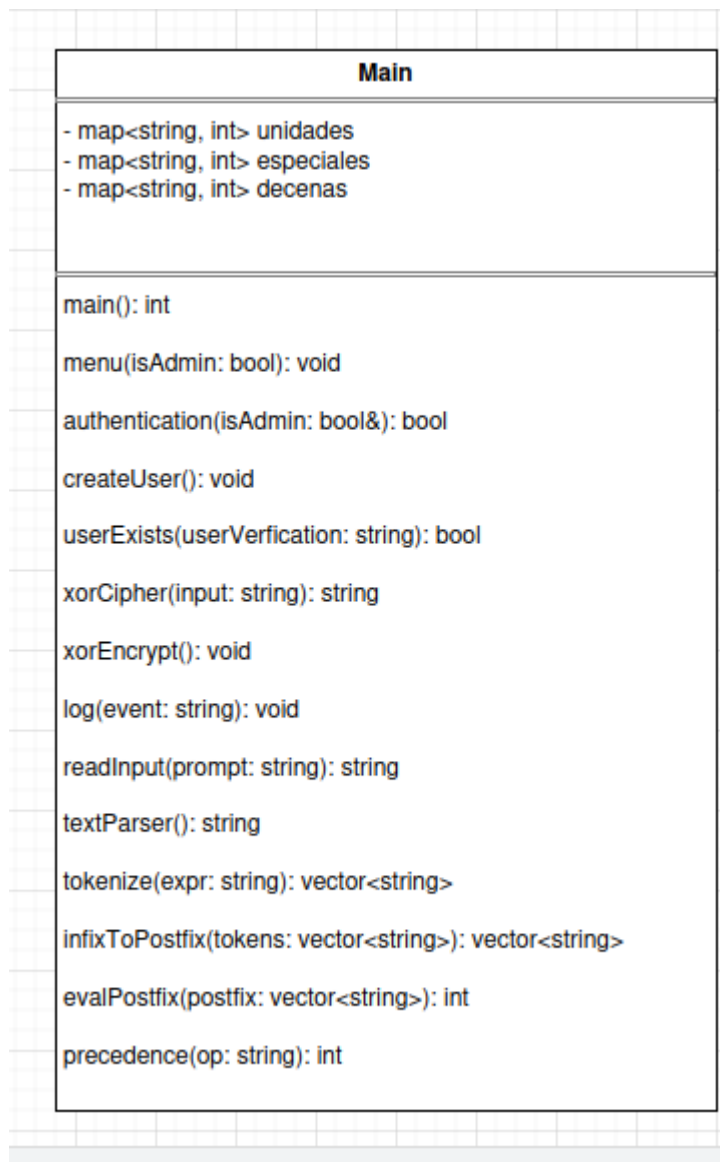 Main
- map<string, int> unidades
- map<string, int> especiales
- map<string, int> decenas
main(): int
menu(isAdmin: bool): void
authentication(isAdmin: bool&): bool
createUser(): void
userExists(userVerfication: string): bool
xorCipher(input: string): string
xorEncrypt(): void
log(event: string): void
readInput(prompt: string): string
textParser(): string
tokenize(expr: string): vector<string>
infixToPostfix(tokens: vector<string>): vector<string>
evalPostfix(postfix: vector<string>): int
precedence(op: string): int